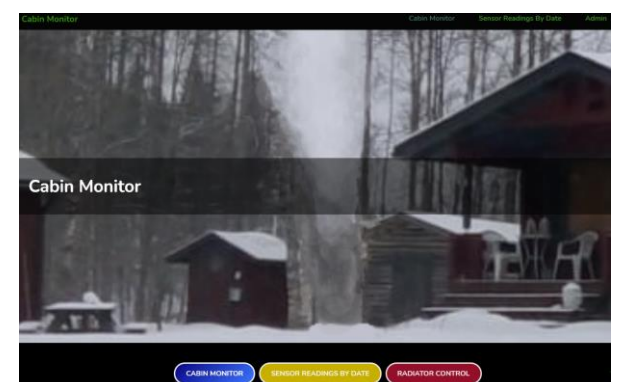 Cabin Monitor Cabin Monitor Sensor Readings By Date Admin
Cabin Monitor
CABIN MONITOR SENSOR READINGS BY DATE RADIATOR CONTROL